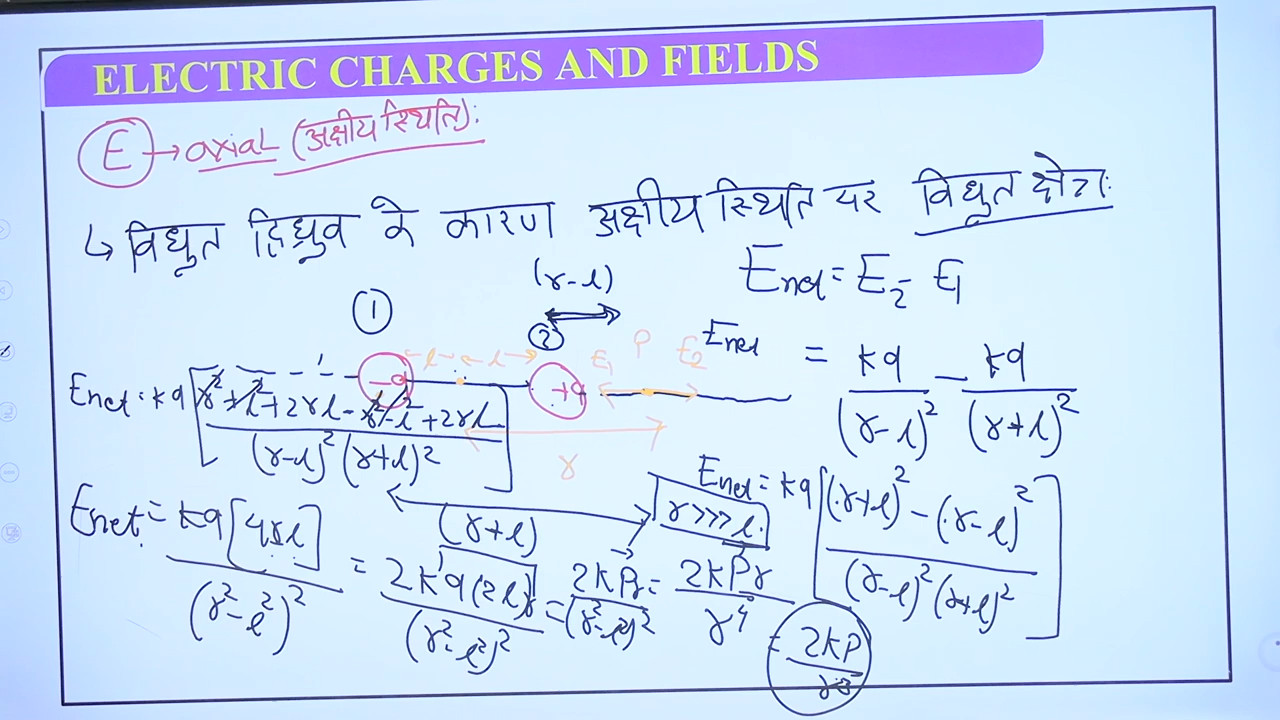 ELECTRIC CHARGES AND FIELDS
E → axial (अक्षीय स्थिति):
↳ विधुत द्विध्रुव के कारण अक्षीय स्थिति पर विधुत क्षेत्र:
Enet = E2 - E1
(r-l)
① ②
-q +q
l l
E1 P E2
r
(r+l)
Enet = kq/(r-l)² - kq/(r+l)²
Enet = kq[(r+l)² - (r-l)² / (r-l)² (r+l)²]
Enet = kq[r²+l²+2rl-r²-l²+2rl / (r-l)² (r+l)²]
r>>>l.
Enet = kq[4rl] / (r²-l²)² = 2kq(2l)r / (r²-l²)² = 2kPr / (r²-l²)² = 2kPr / r⁴
= 2kP / r³